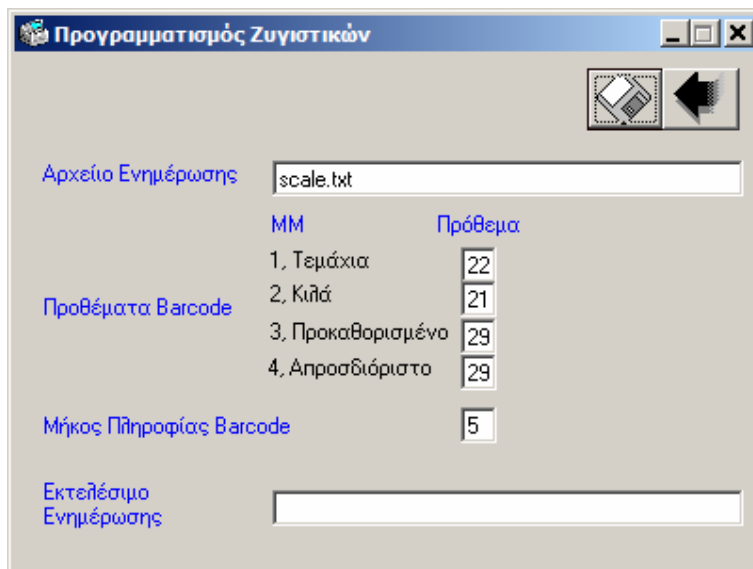 Προγραμματισμός Ζυγιστικών
Αρχείιο Ενημέρωσης scale.txt
ΜΜ Πρόθεμα
1, Τεμάχια 22
2, Κιλά 21
Προθέματα Barcode
3, Προκαθορισμένο 29
4, Απροσδιόριστο 29
Μήκος Πληροφίας Barcode 5
Εκτελέσιμο
Ενημέρωσης